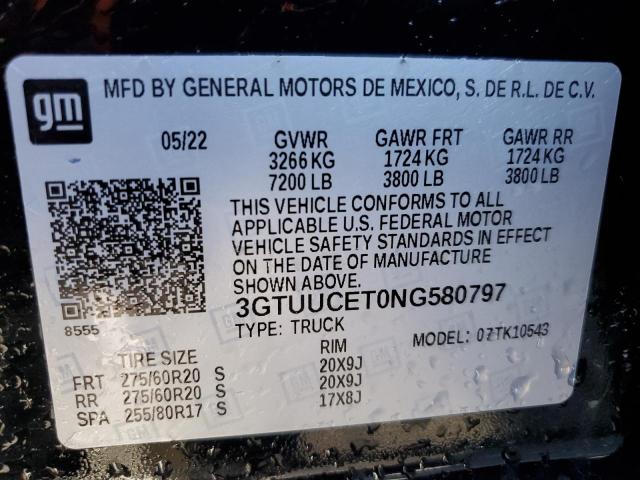 gm
MFD BY GENERAL MOTORS DE MEXICO, S. DE R.L. DE C.V.
05/22 GVWR GAWR FRT GAWR RR
3266 KG 1724 KG 1724 KG
7200 LB 3800 LB 3800 LB
THIS VEHICLE CONFORMS TO ALL
APPLICABLE U.S. FEDERAL MOTOR
VEHICLE SAFETY STANDARDS IN EFFECT
ON THE DATE OF MANUFACTURE
SHOWN ABOVE.
3GTUUCET0NG580797
8555 TYPE: TRUCK MODEL: 07TK10543
TIRE SIZE RIM
FRT 275/60R20 S 20X9J
RR 275/60R20 S 20X9J
SPA 255/80R17 S 17X8J